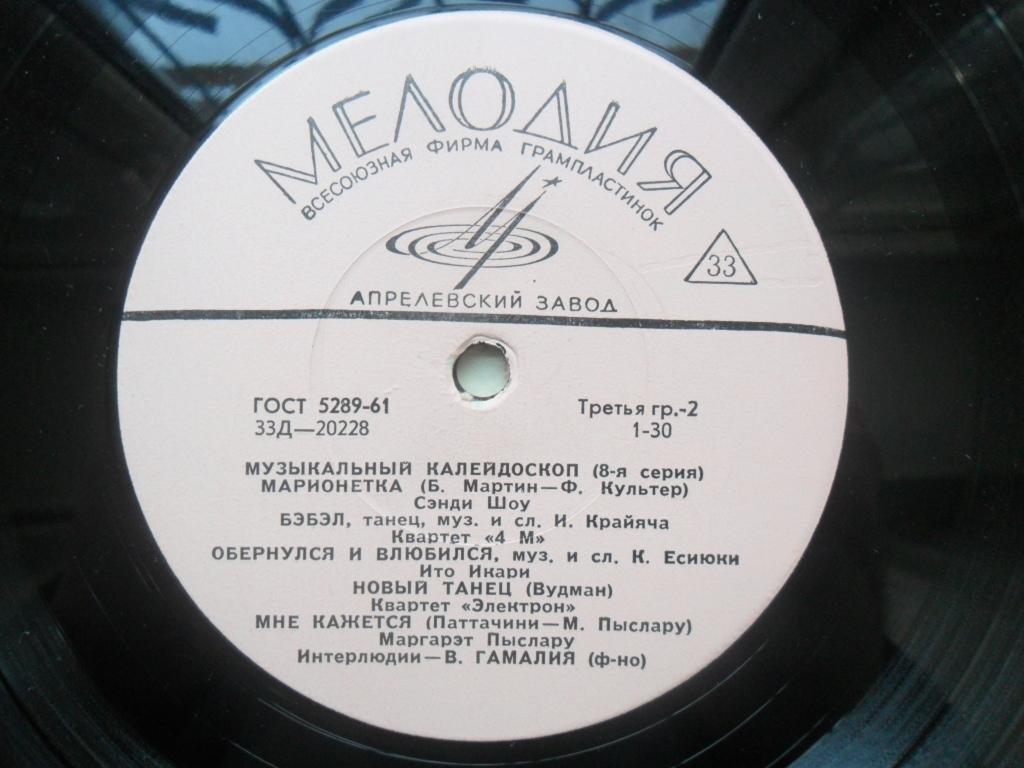 МЕЛОДИЯ
ВСЕСОЮЗНАЯ ФИРМА ГРАМПЛАСТИНОК
33
АПРЕЛЕВСКИЙ ЗАВОД
ГОСТ 5289-61 Третья гр.-2
33Д—20228 1-30
МУЗЫКАЛЬНЫЙ КАЛЕЙДОСКОП (8-я серия)
МАРИОНЕТКА (Б. Мартин—Ф. Культер)
Сэнди Шоу
БЭБЭЛ, танец, муз. и сл. И. Крайяча
Квартет «4 М»
ОБЕРНУЛСЯ И ВЛЮБИЛСЯ, муз. и сл. К. Есиюки
Ито Икари
НОВЫЙ ТАНЕЦ (Вудман)
Квартет «Электрон»
МНЕ КАЖЕТСЯ (Паттачини—М. Пыслару)
Маргарэт Пыслару
Интерлюдии—В. ГАМАЛИЯ (ф-но)